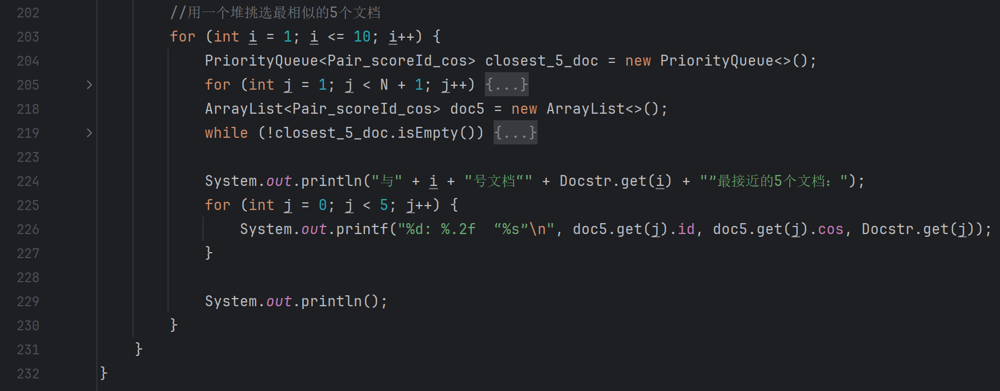 202 //用一个堆挑选最相似的5个文档
203 for (int i = 1; i <= 10; i++) {
204 PriorityQueue<Pair_scoreId_cos> closest_5_doc = new PriorityQueue<>();
205 for (int j = 1; j < N + 1; j++) {...}
218 ArrayList<Pair_scoreId_cos> doc5 = new ArrayList<>();
219 while (!closest_5_doc.isEmpty()) {...}
223
224 System.out.println("与" + i + "号文档“" + Docstr.get(i) + "”最接近的5个文档：");
225 for (int j = 0; j < 5; j++) {
226 System.out.printf("%d: %.2f  “%s”\n", doc5.get(j).id, doc5.get(j).cos, Docstr.get(j));
227 }
228
229 System.out.println();
230 }
231 }
232 }